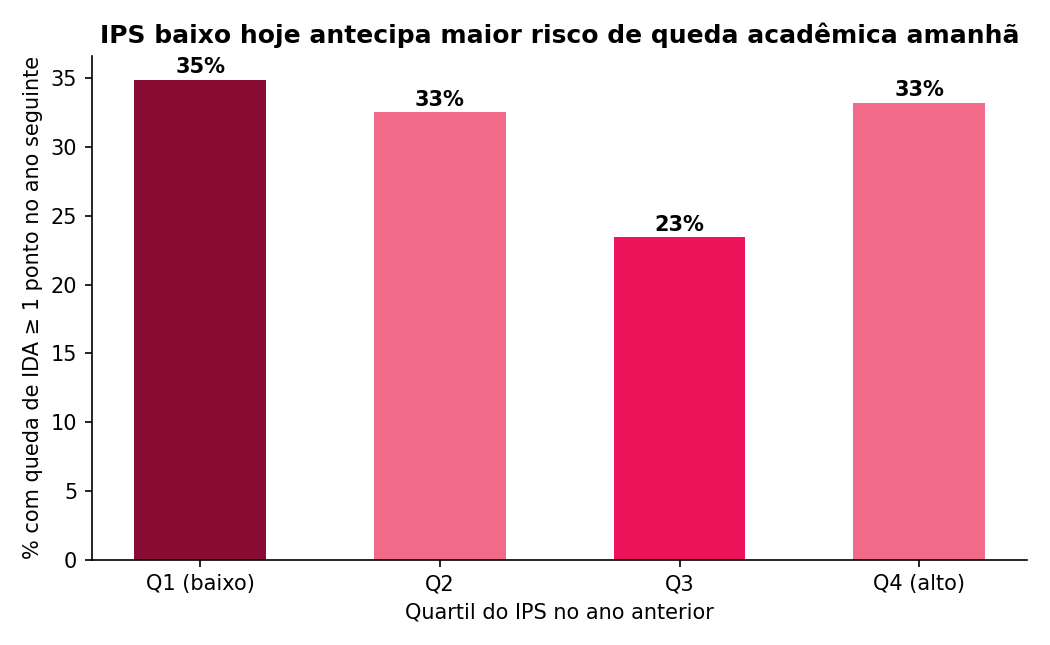 IPS baixo hoje antecipa maior risco de queda acadêmica amanhã
% com queda de IDA ≥ 1 ponto no ano seguinte
35
30
25
20
15
10
5
0
35%
33%
23%
33%
Q1 (baixo)
Q2
Q3
Q4 (alto)
Quartil do IPS no ano anterior